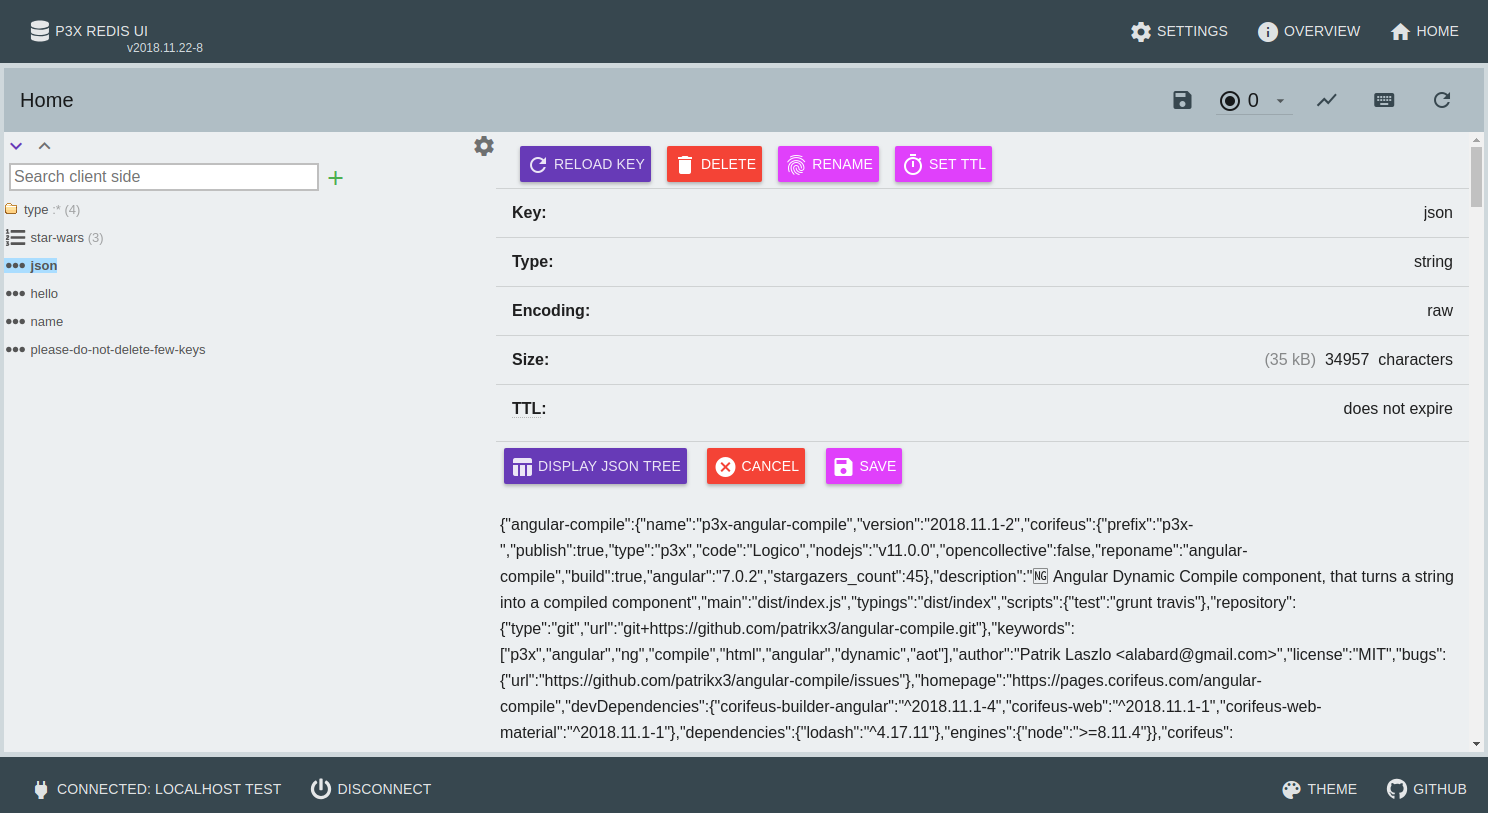 P3X REDIS UI
v2018.11.22-8
SETTINGS
OVERVIEW
HOME
Home
0
Search client side
type :* (4)
star-wars (3)
json
hello
name
please-do-not-delete-few-keys
RELOAD KEY
DELETE
RENAME
SET TTL
Key: json
Type: string
Encoding: raw
Size: (35 kB) 34957 characters
TTL: does not expire
DISPLAY JSON TREE
CANCEL
SAVE
{"angular-compile":{"name":"p3x-angular-compile","version":"2018.11.1-2","corifeus":{"prefix":"p3x-
","publish":true,"type":"p3x","code":"Logico","nodejs":"v11.0.0","opencollective":false,"reponame":"angular-
compile","build":true,"angular":"7.0.2","stargazers_count":45},"description":"🆖 Angular Dynamic Compile component, that turns a string
into a compiled component","main":"dist/index.js","typings":"dist/index","scripts":{"test":"grunt travis"},"repository":
{"type":"git","url":"git+https://github.com/patrikx3/angular-compile.git"},"keywords":
["p3x","angular","ng","compile","html","angular","dynamic","aot"],"author":"Patrik Laszlo <alabard@gmail.com>","license":"MIT","bugs":
{"url":"https://github.com/patrikx3/angular-compile/issues"},"homepage":"https://pages.corifeus.com/angular-
compile","devDependencies":{"corifeus-builder-angular":"^2018.11.1-4","corifeus-web":"^2018.11.1-1","corifeus-web-
material":"^2018.11.1-1"},"dependencies":{"lodash":"^4.17.11"},"engines":{"node":">=8.11.4"}},"corifeus":
CONNECTED: LOCALHOST TEST
DISCONNECT
THEME
GITHUB